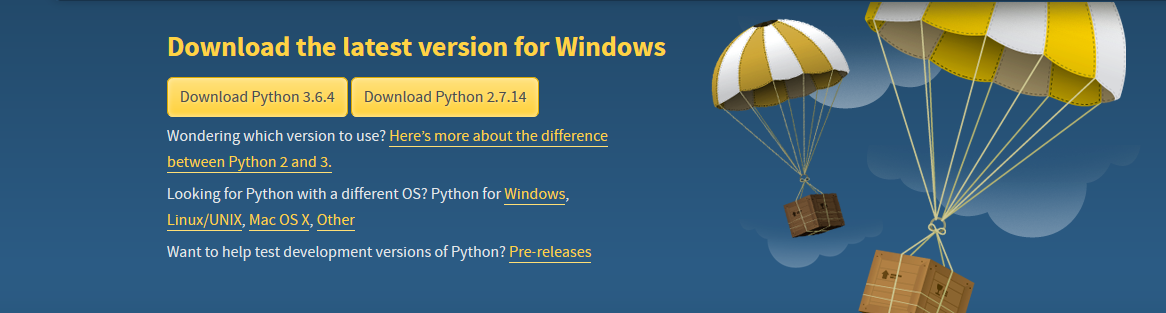 Download the latest version for Windows
Download Python 3.6.4 Download Python 2.7.14
Wondering which version to use? Here’s more about the difference
between Python 2 and 3.
Looking for Python with a different OS? Python for Windows,
Linux/UNIX, Mac OS X, Other
Want to help test development versions of Python? Pre-releases